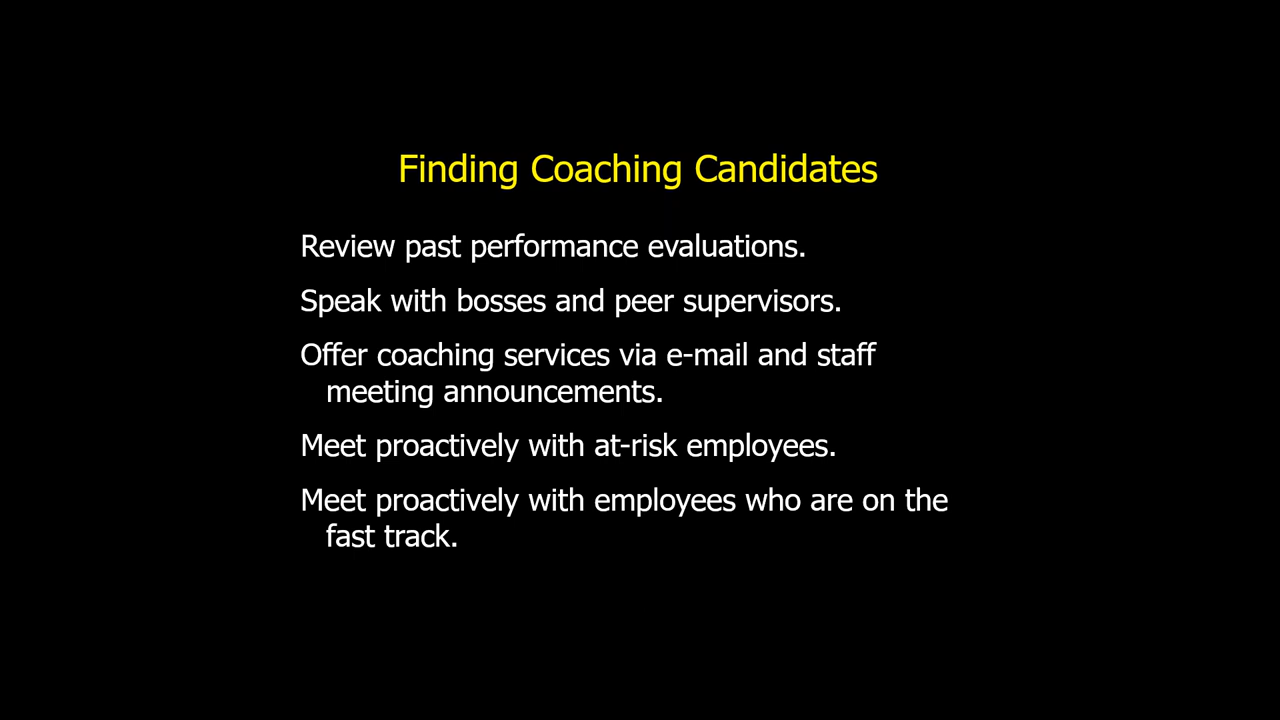 Finding Coaching Candidates
Review past performance evaluations.
Speak with bosses and peer supervisors.
Offer coaching services via e-mail and staff
meeting announcements.
Meet proactively with at-risk employees.
Meet proactively with employees who are on the
fast track.